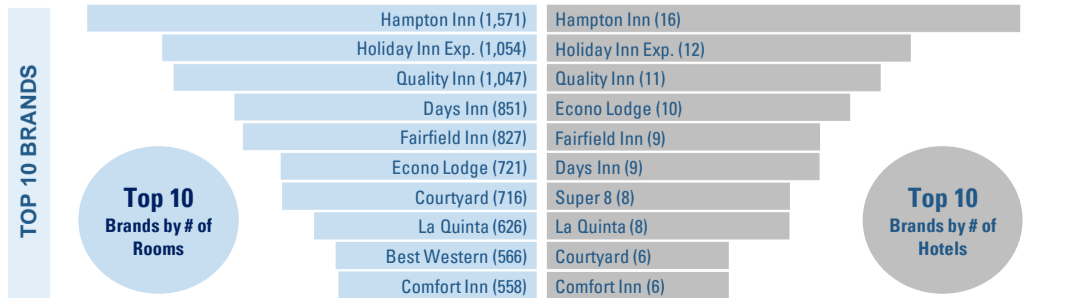 TOP 10 BRANDS
Hampton Inn (1,571)
Holiday Inn Exp. (1,054)
Quality Inn (1,047)
Days Inn (851)
Fairfield Inn (827)
Econo Lodge (721)
Courtyard (716)
La Quinta (626)
Best Western (566)
Comfort Inn (558)
Top 10
Brands by # of
Rooms
Hampton Inn (16)
Holiday Inn Exp. (12)
Quality Inn (11)
Econo Lodge (10)
Fairfield Inn (9)
Days Inn (9)
Super 8 (8)
La Quinta (8)
Courtyard (6)
Comfort Inn (6)
Top 10
Brands by # of
Hotels